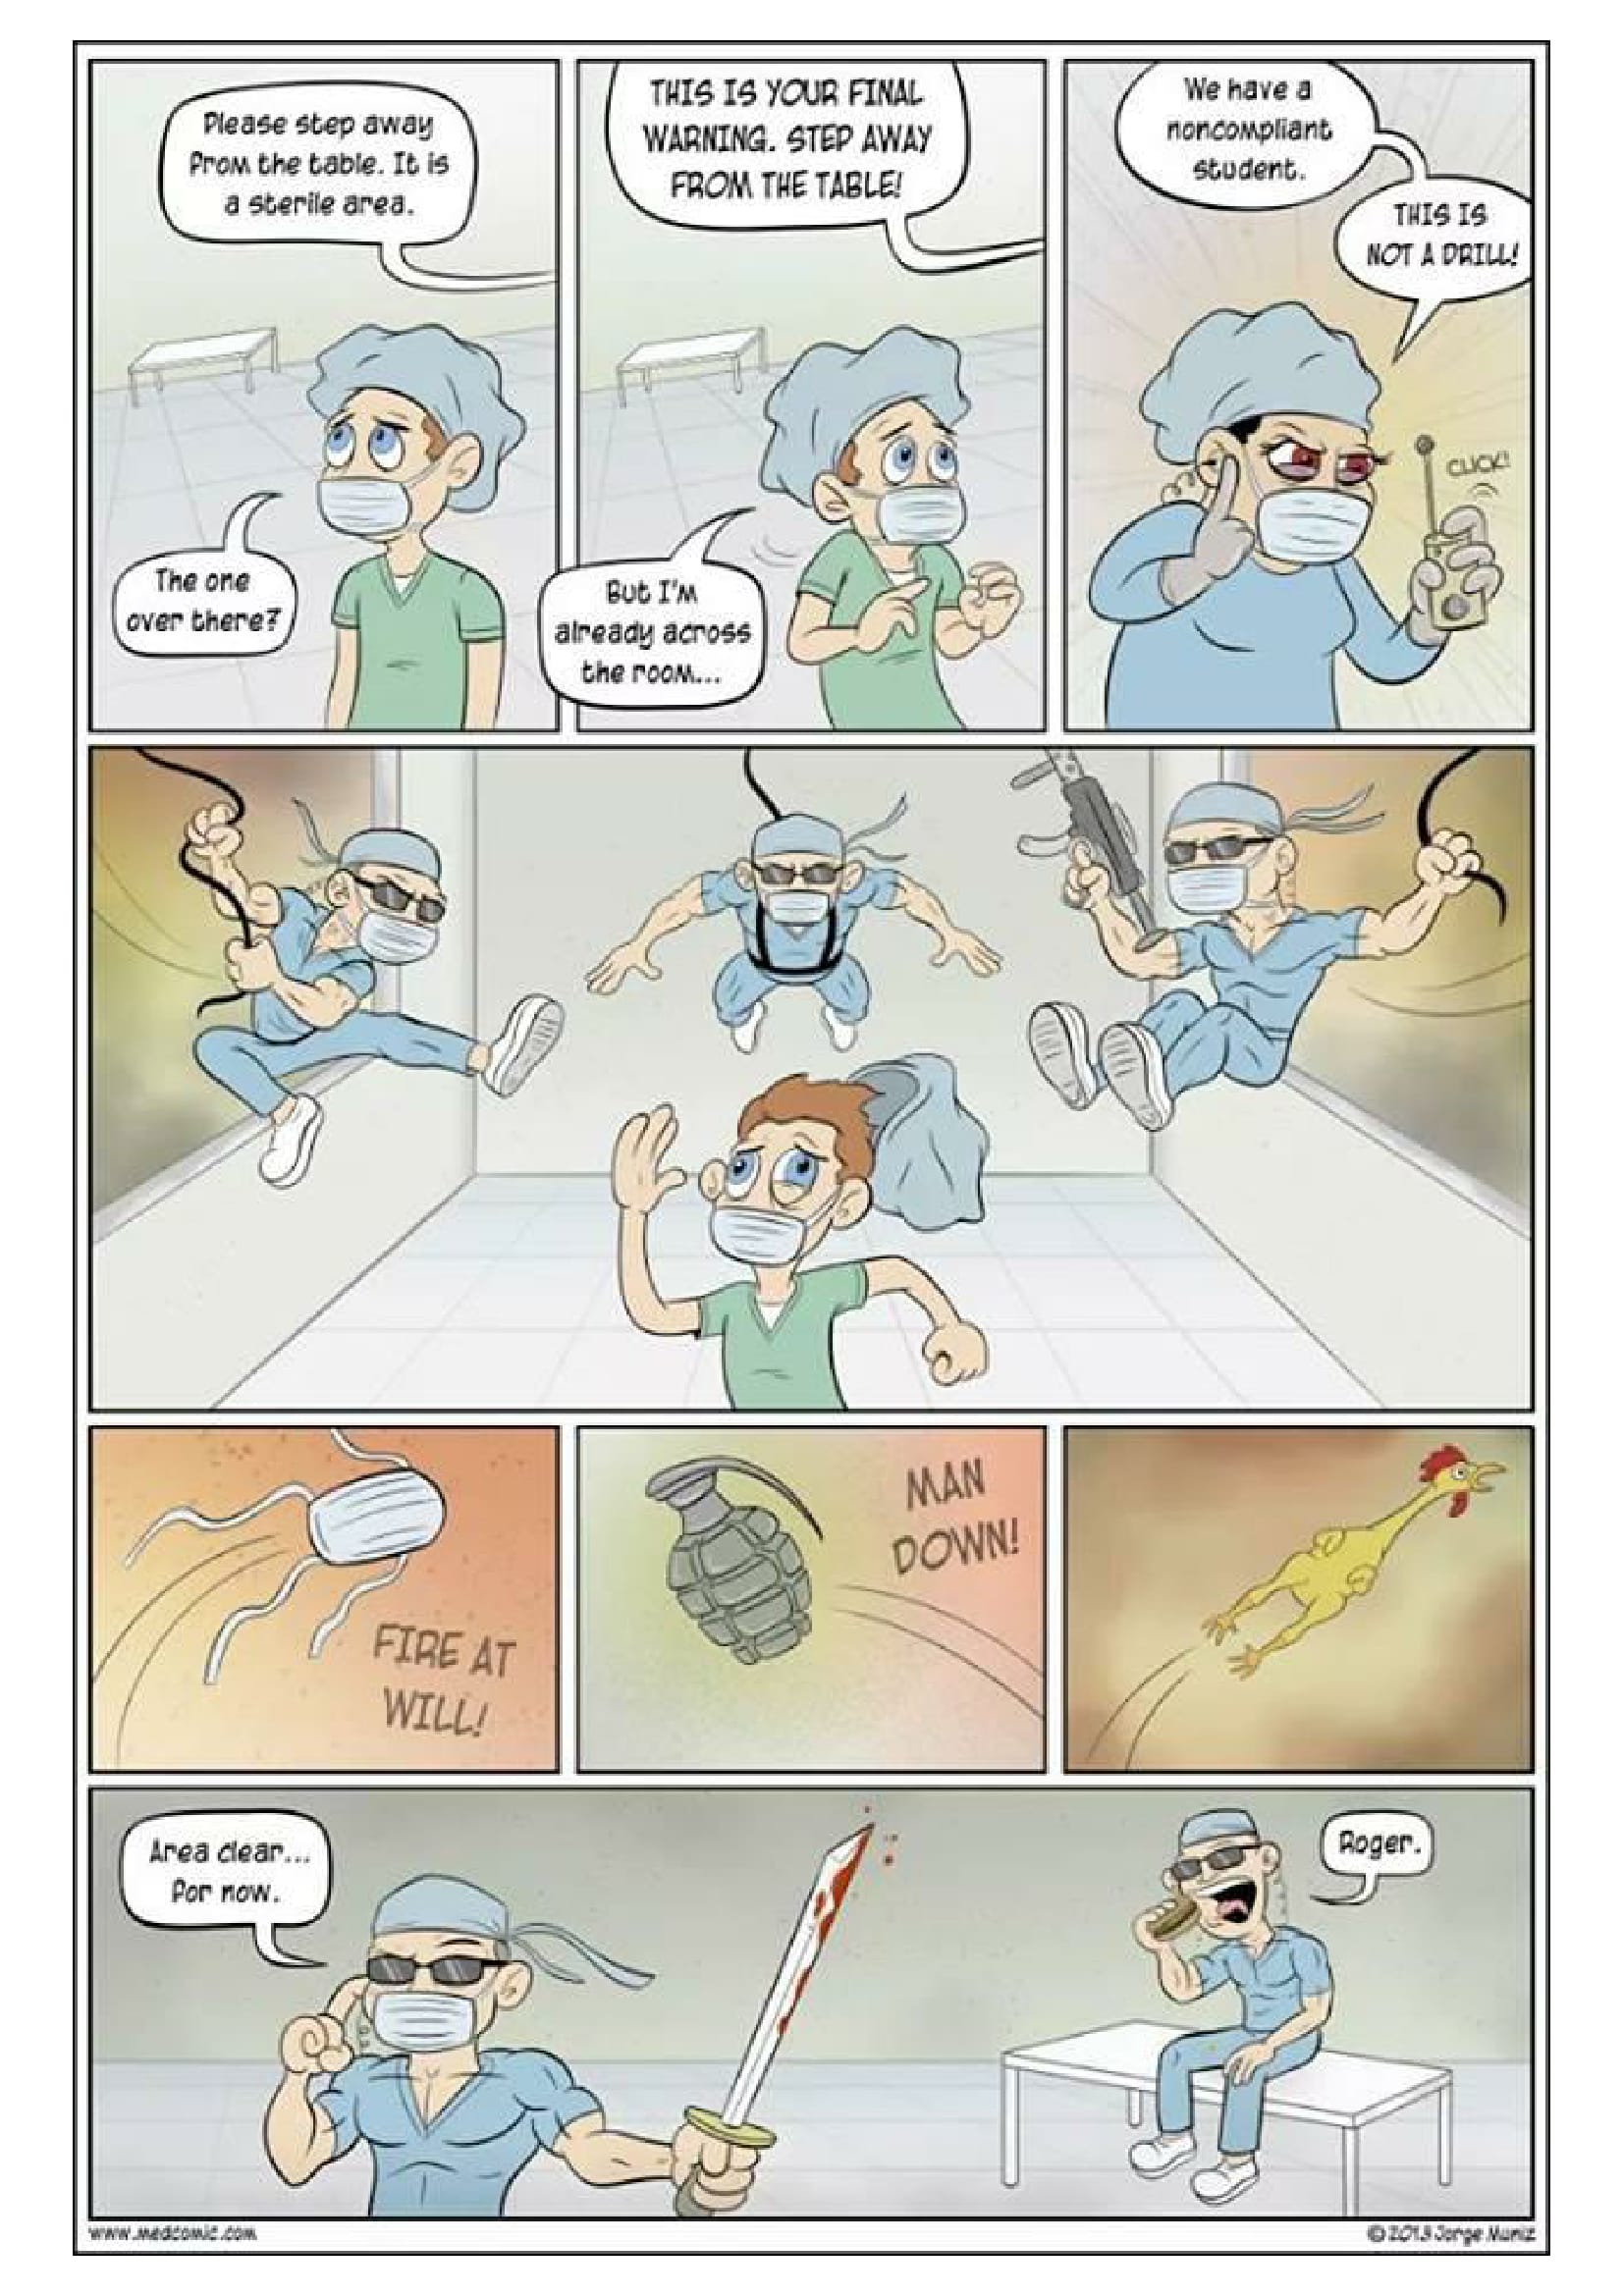 Please step away
from the table. It is
a sterile area.
The one
over there?
THIS IS YOUR FINAL
WARNING. STEP AWAY
FROM THE TABLE!
But I'm
already across
the room...
We have a
noncompliant
student.
THIS IS
NOT A DRILL!
CLICK!
FIRE AT
WILL!
MAN
DOWN!
Area clear...
for now.
Roger.
www.medcomic.com
© 2013 Jorge Muniz